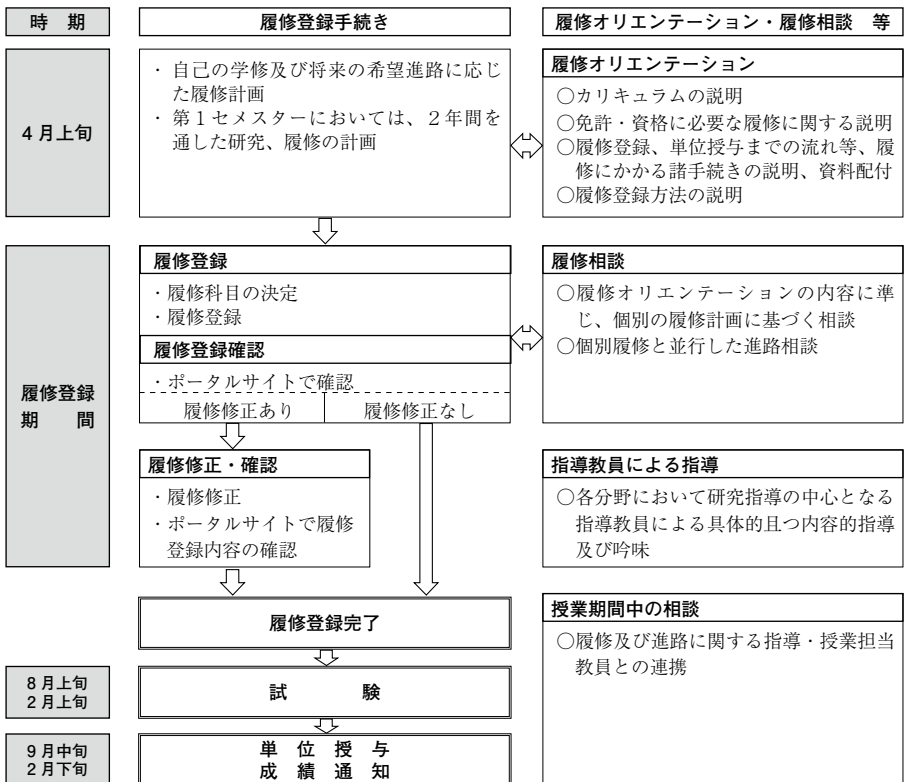 時　期
履修登録手続き
履修オリエンテーション・履修相談　等
4月上旬
・自己の学修及び将来の希望進路に応じ
た履修計画
・第1セメスターにおいては、2年間を
通した研究、履修の計画
履修オリエンテーション
○カリキュラムの説明
○免許・資格に必要な履修に関する説明
○履修登録、単位授与までの流れ等、履
修にかかる諸手続きの説明、資料配付
○履修登録方法の説明
履修登録
期　　間
履修登録
・履修科目の決定
・履修登録
履修登録確認
・ポータルサイトで確認
履修修正あり
履修修正なし
履修相談
○履修オリエンテーションの内容に準
じ、個別の履修計画に基づく相談
○個別履修と並行した進路相談
履修修正・確認
・履修修正
・ポータルサイトで履修
登録内容の確認
指導教員による指導
○各分野において研究指導の中心となる
指導教員による具体的且つ内容的指導
及び吟味
履修登録完了
授業期間中の相談
○履修及び進路に関する指導・授業担当
教員との連携
8月上旬
2月上旬
試　　　験
9月中旬
2月下旬
単　位　授　与
成　績　通　知